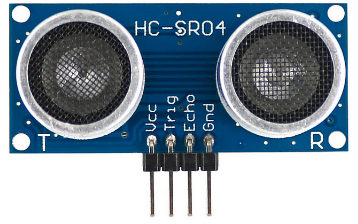 HC-SR04
Vcc
Trig
Echo
Gnd
T
R